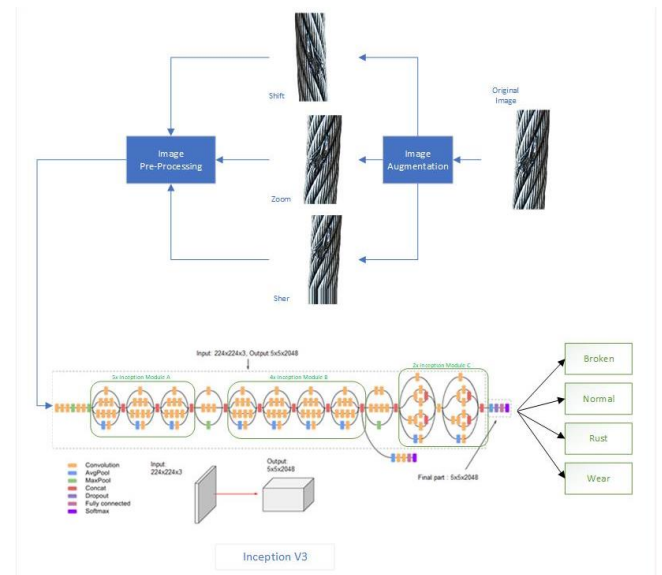 Original
Image
Shift
Image
Pre-Processing
Image
Augmentation
Zoom
Sher
Input: 224x224x3, Output:5x5x2048
3x Inception Module A
4x Inception Module B
2x Inception Module C
Broken
Normal
Rust
Wear
Convolution
AvgPool
MaxPool
Concat
Dropout
Fully connected
Softmax
Input:
224x224x3
Output:
5x5x2048
Final part : 5x5x2048
Inception V3